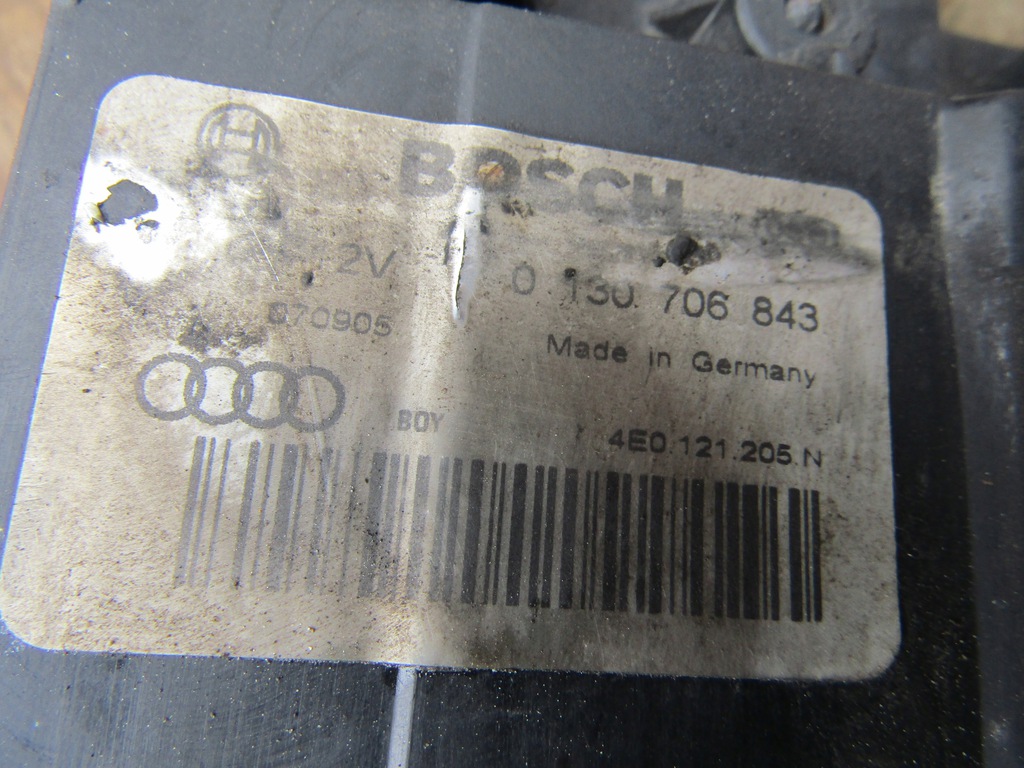 BOSCH
2V 0 130 706 843
070905 Made in Germany
BOY 4E0.121.205.N